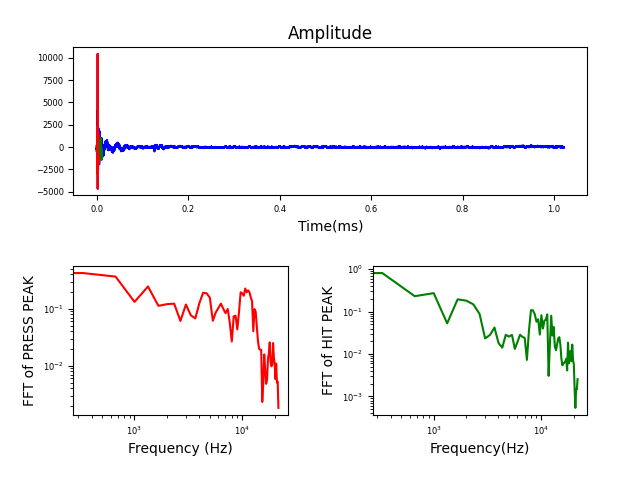 Amplitude
10000
7500
5000
2500
0
−2500
−5000
0.0 0.2 0.4 0.6 0.8 1.0
Time(ms)
FFT of PRESS PEAK
10⁻¹
10⁻²
10³ 10⁴
Frequency (Hz)
FFT of HIT PEAK
10⁰
10⁻¹
10⁻²
10⁻³
10³ 10⁴
Frequency(Hz)